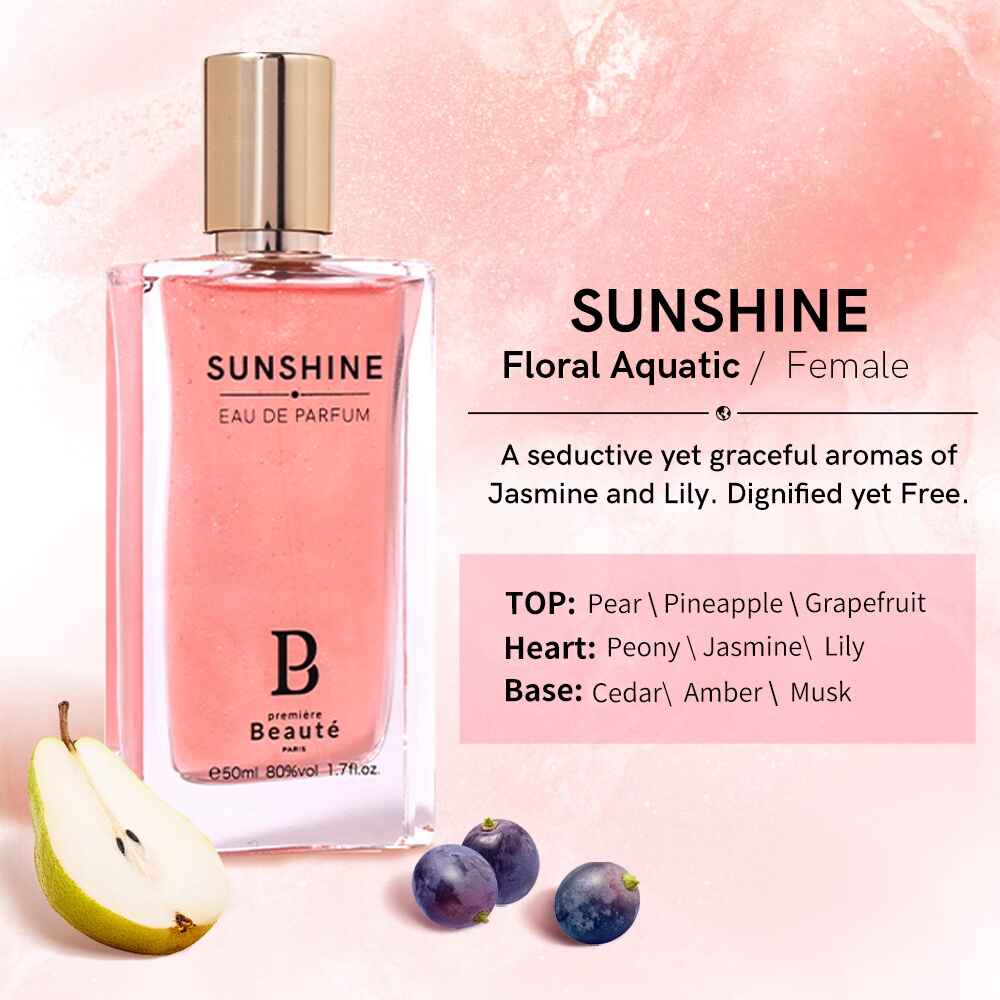 SUNSHINE
EAU DE PARFUM
B
première
Beauté
PARIS
℮50ml 80%vol 1.7fl.oz.
SUNSHINE
Floral Aquatic / Female
A seductive yet graceful aromas of
Jasmine and Lily. Dignified yet Free.
TOP: Pear \ Pineapple \ Grapefruit
Heart: Peony \ Jasmine\ Lily
Base: Cedar\ Amber \ Musk